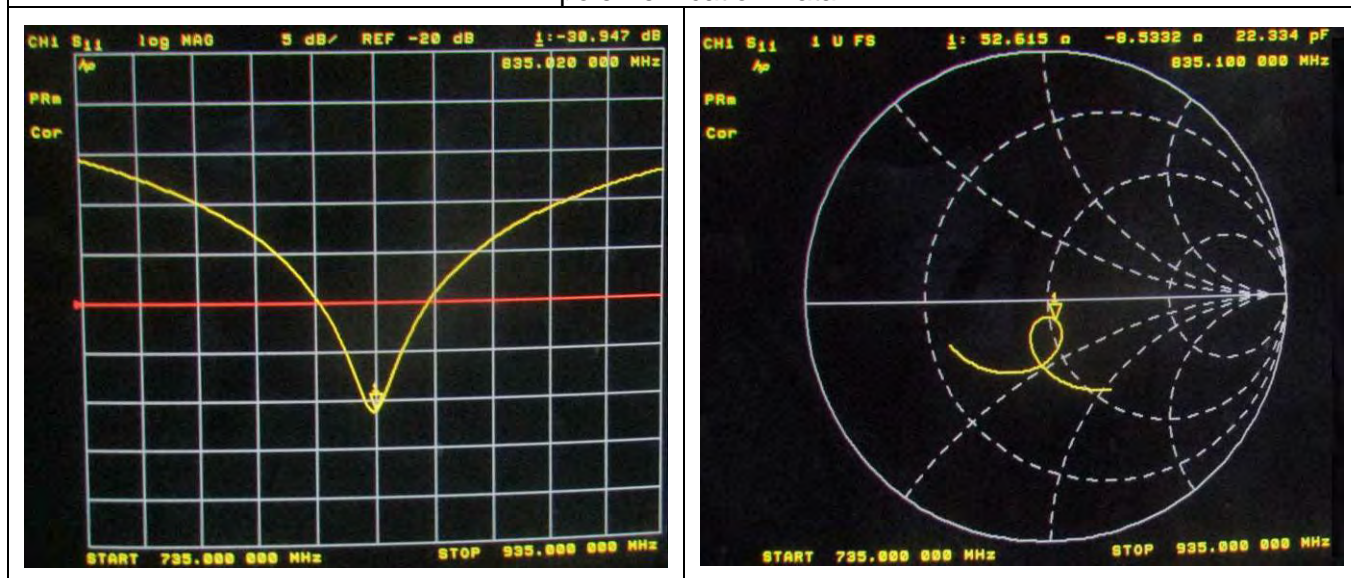 CH1 S11 log MAG 5 dB/ REF -20 dB 1:-30.947 dB
hp
835.020 000 MHz
PRm
Cor
START 735.000 000 MHz STOP 935.000 000 MHz
CH1 S11 1 U FS 1: 52.615 Ω -8.5332 Ω 22.334 pF
hp
835.100 000 MHz
PRm
Cor
1
START 735.000 000 MHz STOP 935.000 000 MHz